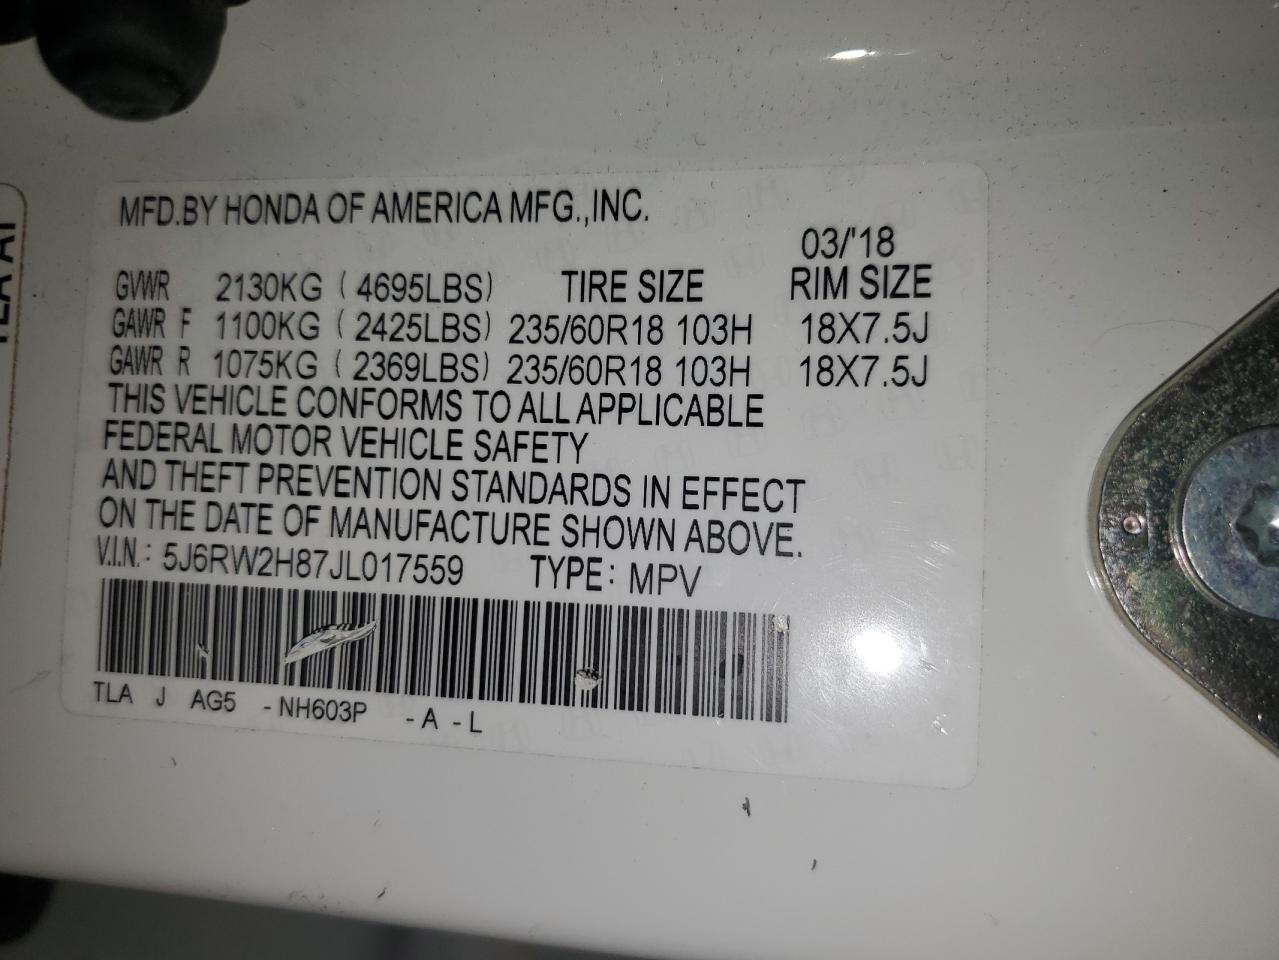 MFD.BY HONDA OF AMERICA MFG.,INC.
03/'18
GVWR 2130KG ( 4695LBS) TIRE SIZE RIM SIZE
GAWR F 1100KG ( 2425LBS) 235/60R18 103H 18X7.5J
GAWR R 1075KG ( 2369LBS) 235/60R18 103H 18X7.5J
THIS VEHICLE CONFORMS TO ALL APPLICABLE
FEDERAL MOTOR VEHICLE SAFETY
AND THEFT PREVENTION STANDARDS IN EFFECT
ON THE DATE OF MANUFACTURE SHOWN ABOVE.
V.I.N.: 5J6RW2H87JL017559 TYPE: MPV
TLA J AG5 -NH603P -A -L